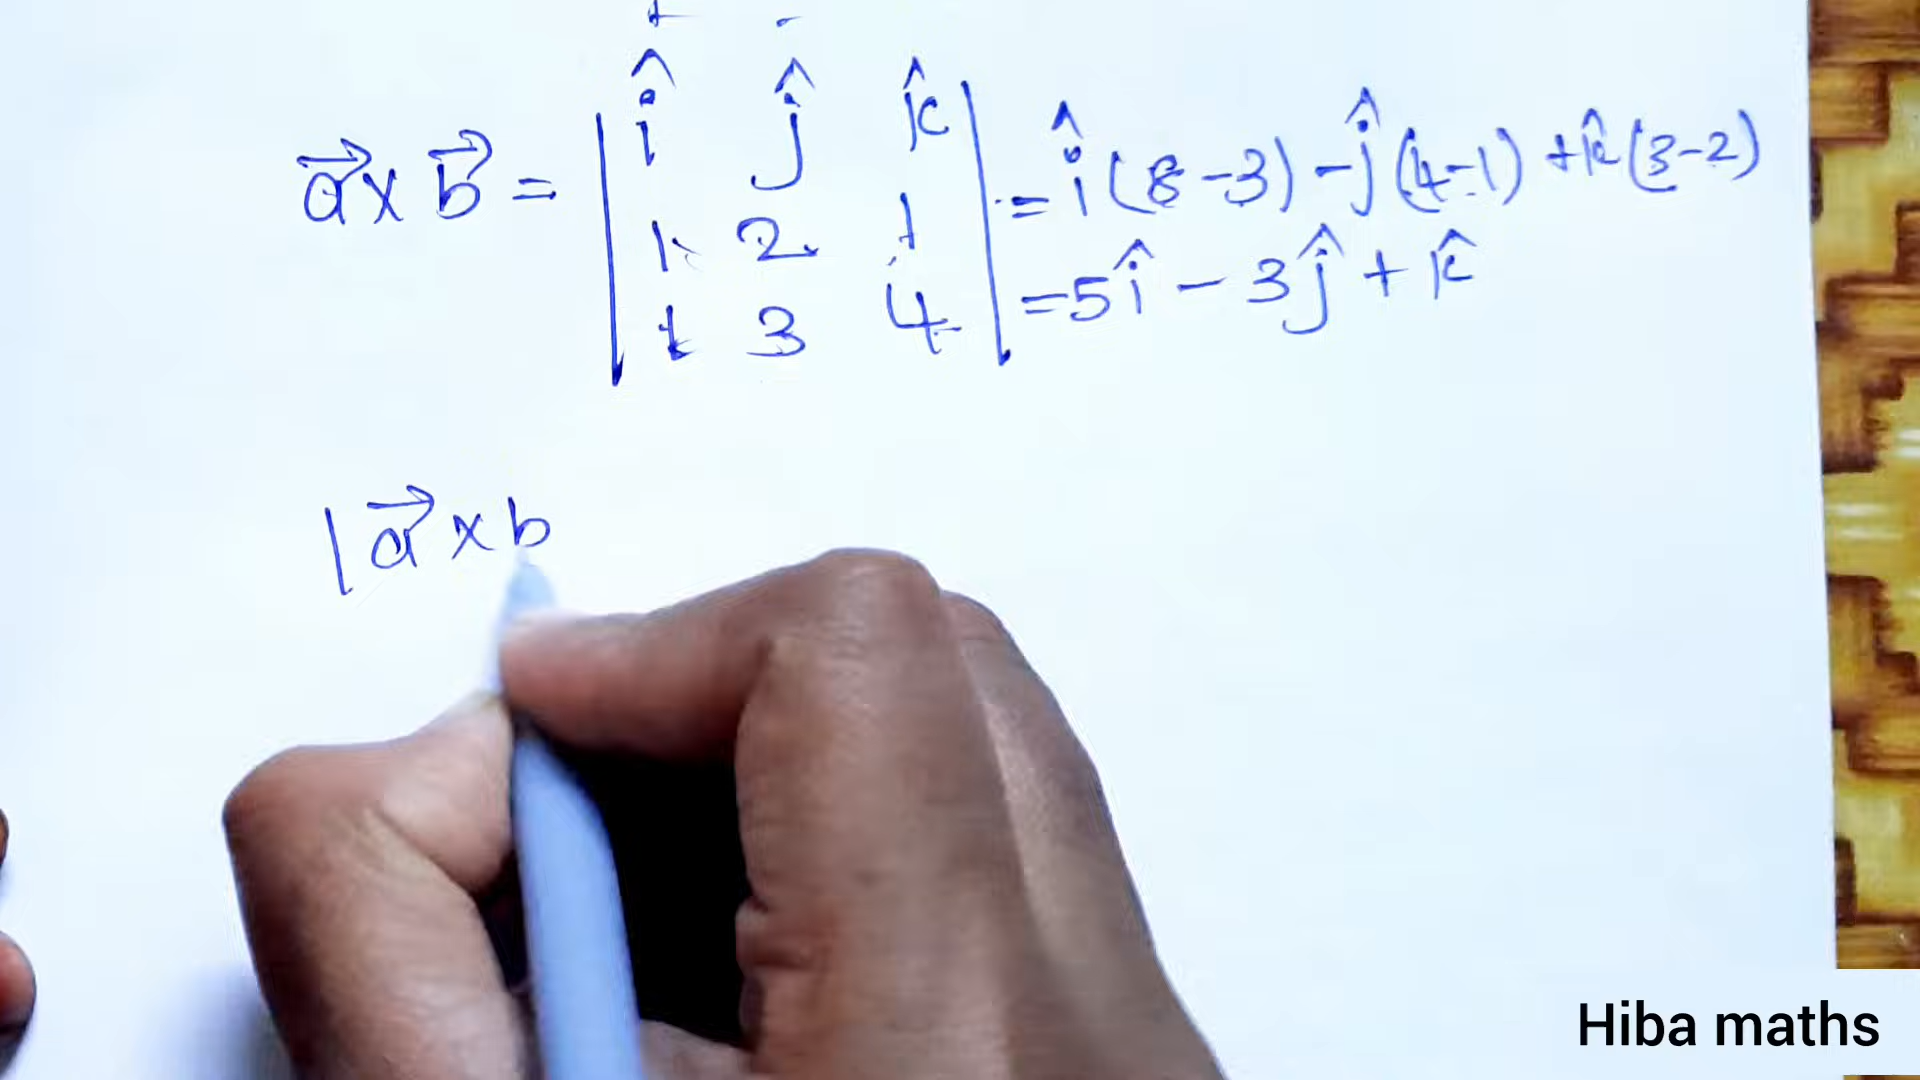 + -
î ĵ k̂
a⃗ x b⃗ = | = î (8-3) - ĵ (4-1) + k̂ (3-2)
1 2 1
= 5î - 3ĵ + k̂
1 3 4
| a⃗ x b
Hiba maths